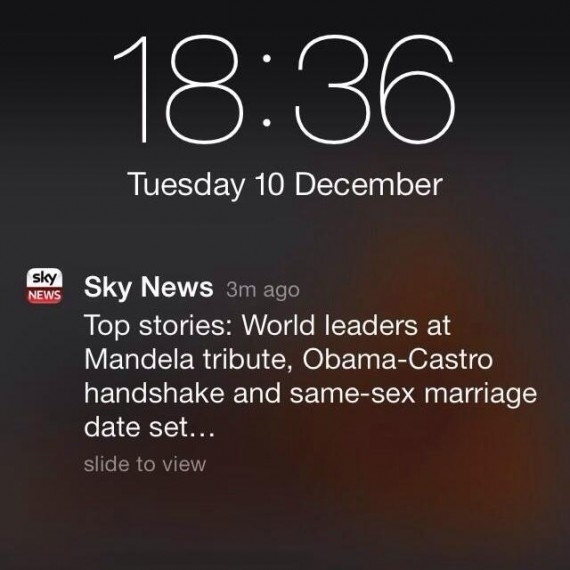 18:36
Tuesday 10 December
sky
NEWS
Sky News 3m ago
Top stories: World leaders at
Mandela tribute, Obama-Castro
handshake and same-sex marriage
date set...
slide to view